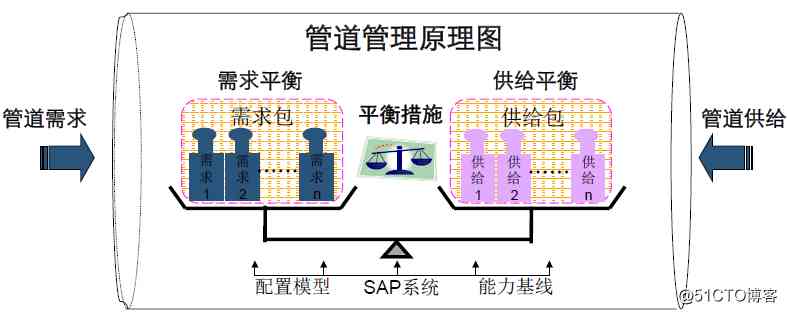 管道管理原理图
需求平衡
供给平衡
管道需求
平衡措施
管道供给
需求包
供给包
需求1
需求2
……
需求n
供给1
供给2
……
供给n
配置模型
SAP系统
能力基线
@51CTO博客